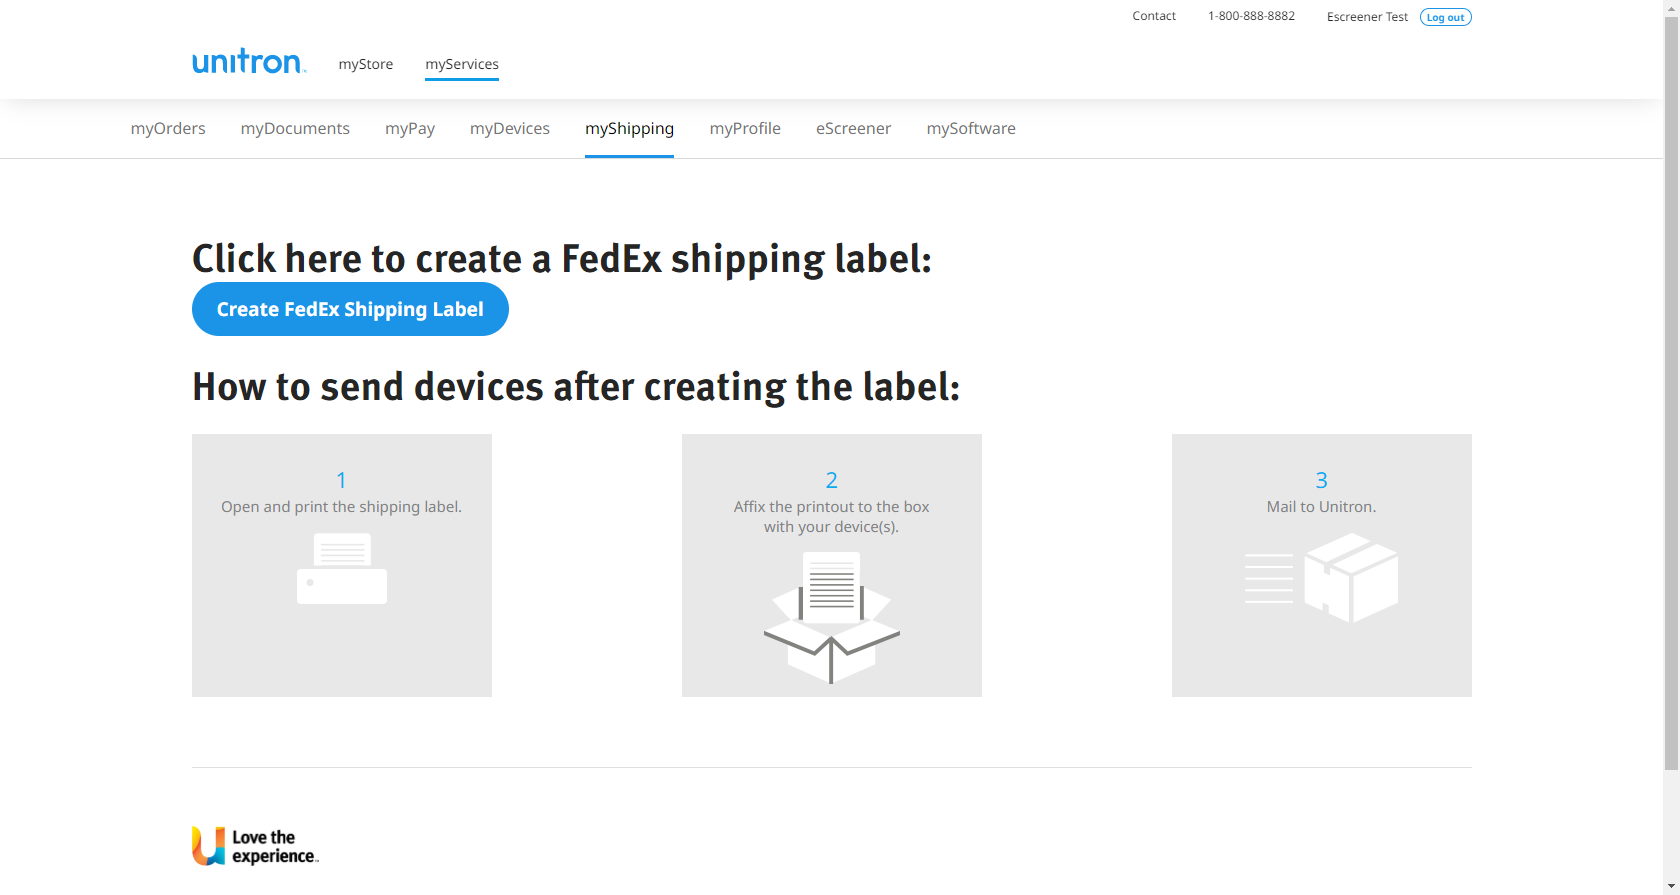 Contact 1-800-888-8882 Escreener Test Log out
unitron™ myStore myServices
myOrders myDocuments myPay myDevices myShipping myProfile eScreener mySoftware
Click here to create a FedEx shipping label:
Create FedEx Shipping Label
How to send devices after creating the label:
1
Open and print the shipping label.
2
Affix the printout to the box
with your device(s).
3
Mail to Unitron.
Love the
experience™